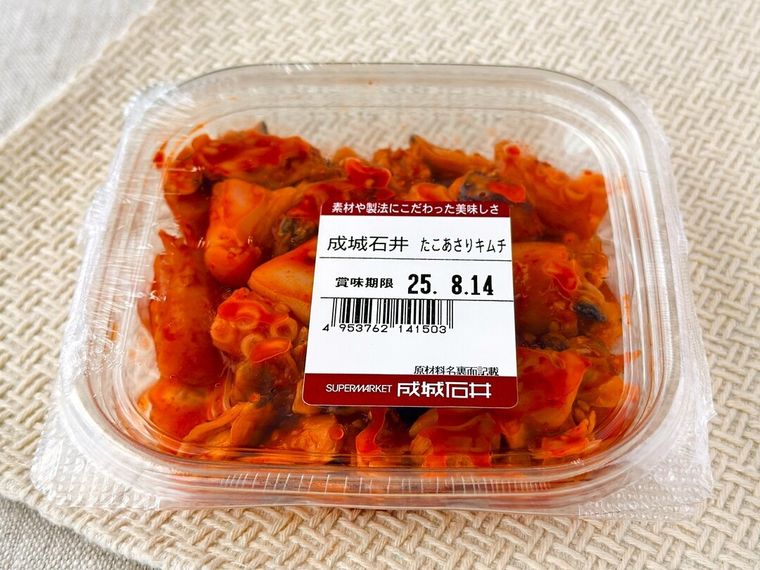 素材や製法にこだわった美味しさ
成城石井 たこあさりキムチ
賞味期限 25. 8.14
4 953762 141503
原材料名裏面記載
SUPERMARKET 成城石井